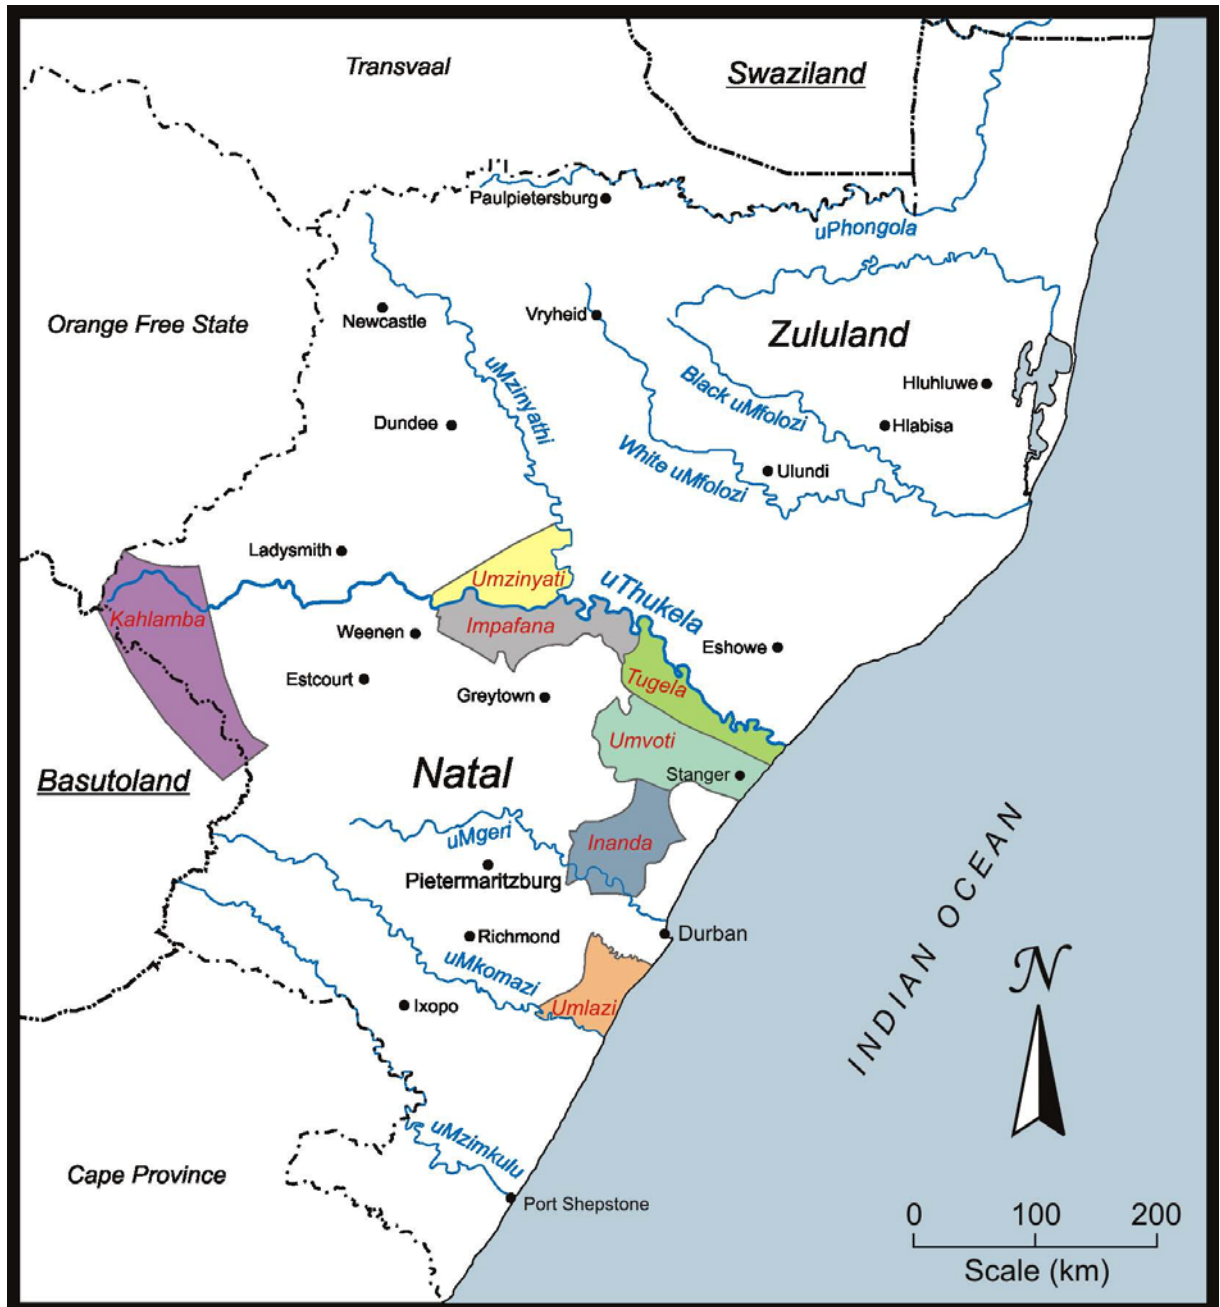 Transvaal
Swaziland
Paulpietersburg
uPhongola
Orange Free State
Newcastle
Vryheid
Zululand
uMzinyathi
Black uMfolozi
Hluhluwe
Dundee
Hlabisa
White uMfolozi
Ulundi
Ladysmith
Umzinyati
uThukela
Kahlamba
Weenen
Impafana
Eshowe
Estcourt
Greytown
Tugela
Umvoti
Basutoland
Natal
Stanger
uMgeri
Inanda
Pietermaritzburg
Richmond
Durban
uMkomazi
Ixopo
Umlazi
INDIAN OCEAN
N
uMzimkulu
Cape Province
Port Shepstone
0 100 200
Scale (km)